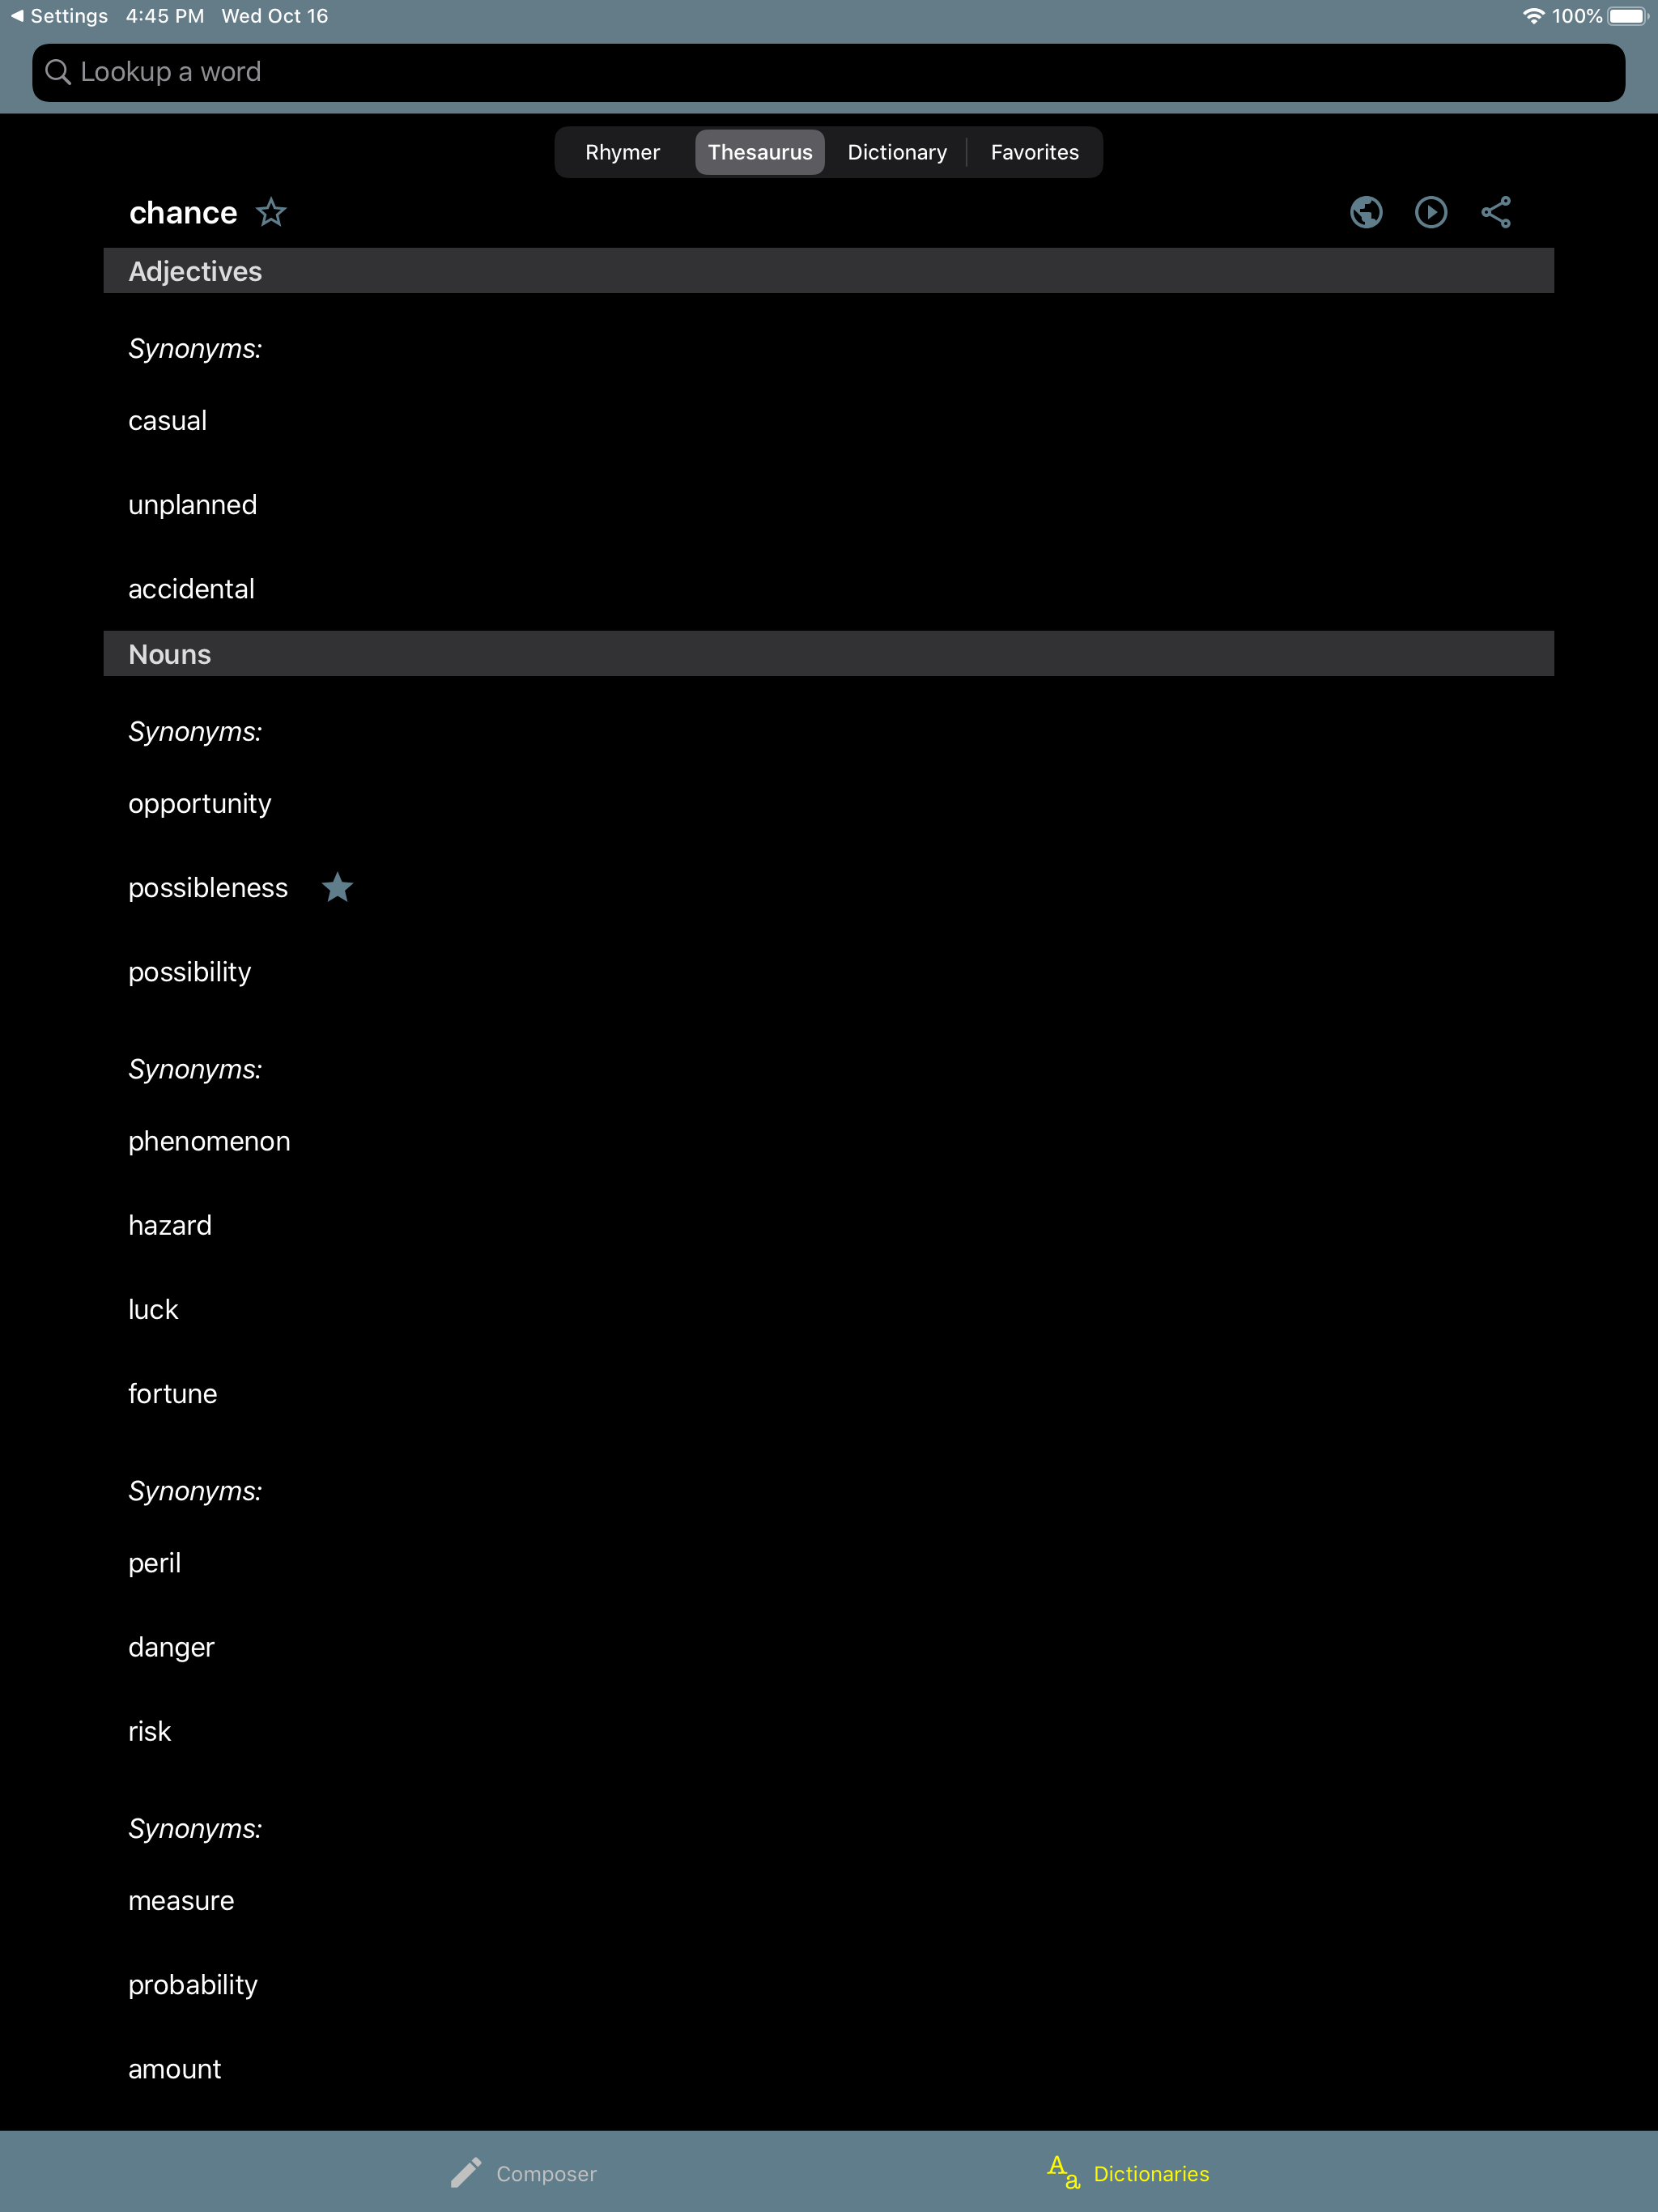 Settings 4:45 PM Wed Oct 16 100%
Lookup a word
Rhymer Thesaurus Dictionary Favorites
chance
Adjectives
Synonyms:
casual
unplanned
accidental
Nouns
Synonyms:
opportunity
possibleness
possibility
Synonyms:
phenomenon
hazard
luck
fortune
Synonyms:
peril
danger
risk
Synonyms:
measure
probability
amount
Composer Dictionaries